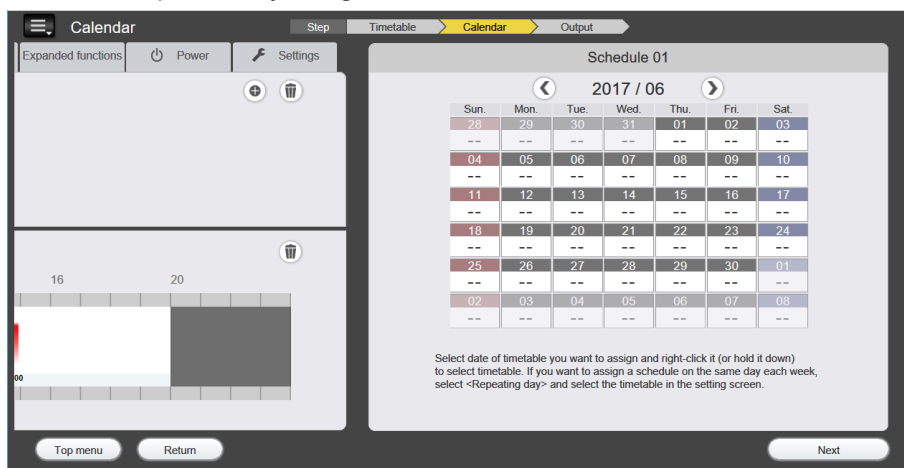 Calendar
Step Timetable Calendar Output
Expanded functions Power Settings
Schedule 01
2017 / 06
Sun. Mon. Tue. Wed. Thu. Fri. Sat.
28 29 30 31 01 02 03
-- -- -- -- -- -- --
04 05 06 07 08 09 10
-- -- -- -- -- -- --
11 12 13 14 15 16 17
-- -- -- -- -- -- --
18 19 20 21 22 23 24
-- -- -- -- -- -- --
25 26 27 28 29 30 01
-- -- -- -- -- -- --
02 03 04 05 06 07 08
-- -- -- -- -- -- --
16 20
00
Select date of timetable you want to assign and right-click it (or hold it down)
to select timetable. If you want to assign a schedule on the same day each week,
select <Repeating day> and select the timetable in the setting screen.
Top menu Return Next